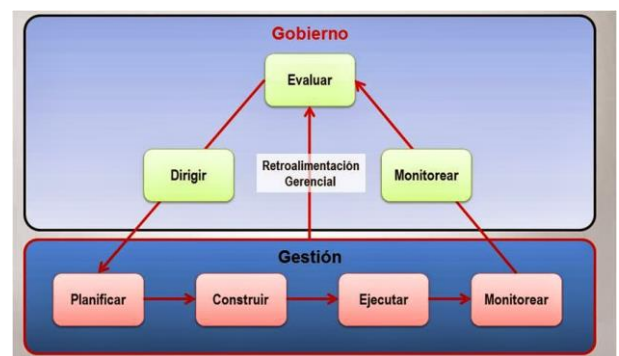 Gobierno
Evaluar
Dirigir
Retroalimentación
Gerencial
Monitorear
Gestión
Planificar
Construir
Ejecutar
Monitorear